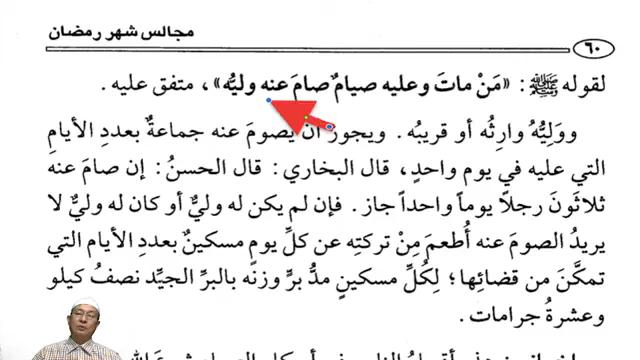 مجالس شهر رمضان
٦٠
لقوله ﷺ : «مَنْ ماتَ وعليه صيامٌ صامَ عنه وليُّه» ، متفق عليه .
ووَلِيُّهُ وارِثُه أو قريبُه . ويجوز أن يصومَ عنه جماعةٌ بعددِ الأيامِ
التي عليه في يوم واحدٍ، قال البخاري : قال الحسنُ : إن صامَ عنه
ثلاثونَ رجلاً يوماً واحداً جاز . فإن لم يكن له وليٌّ أو كان له وليٌّ لا
يريدُ الصومَ عنه أُطعمَ مِنْ تركتِه عن كلِّ يومٍ مسكينٌ بعددِ الأيام التي
تمكَّنَ من قضائِها؛ لِكُلِّ مسكينٍ مدُّ برٍّ وزنُه بالبرِّ الجيِّد نصفُ كيلو
وعشرةُ جرامات .